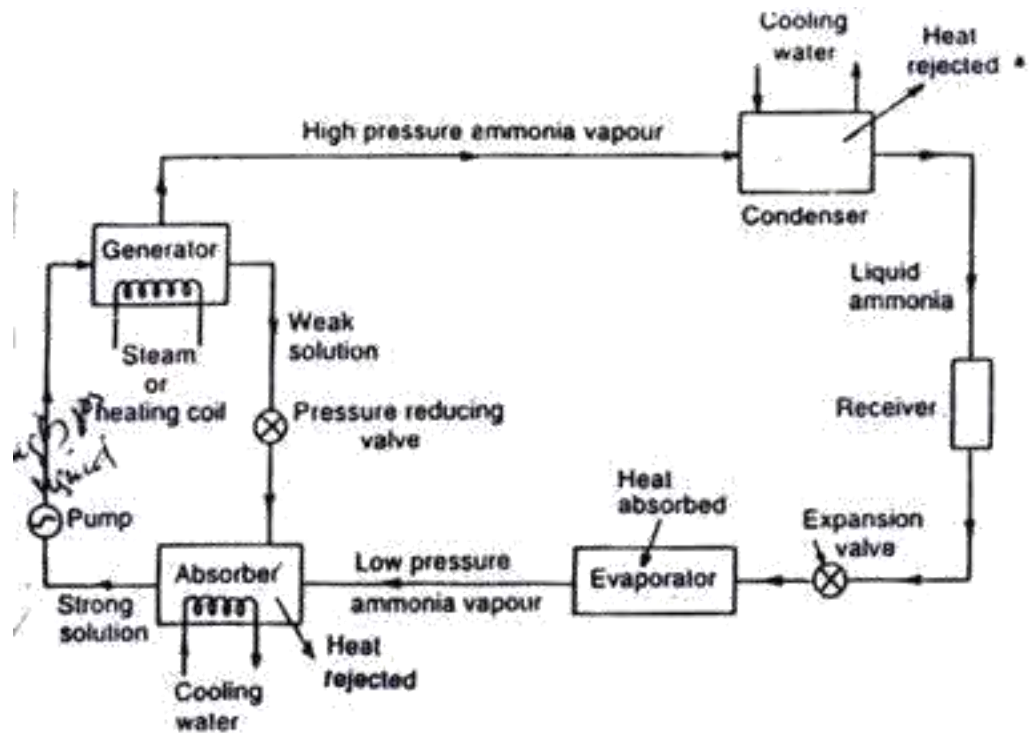 Cooling
water
Heat
rejected
High pressure ammonia vapour
Condenser
Generator
Liquid
ammonia
Weak
solution
Steam
or
heating coil
Pressure reducing
valve
Receiver
Heat
absorbed
Expansion
valve
Pump
Absorber
Low pressure
ammonia vapour
Evaporator
Strong
solution
Heat
rejected
Cooling
water